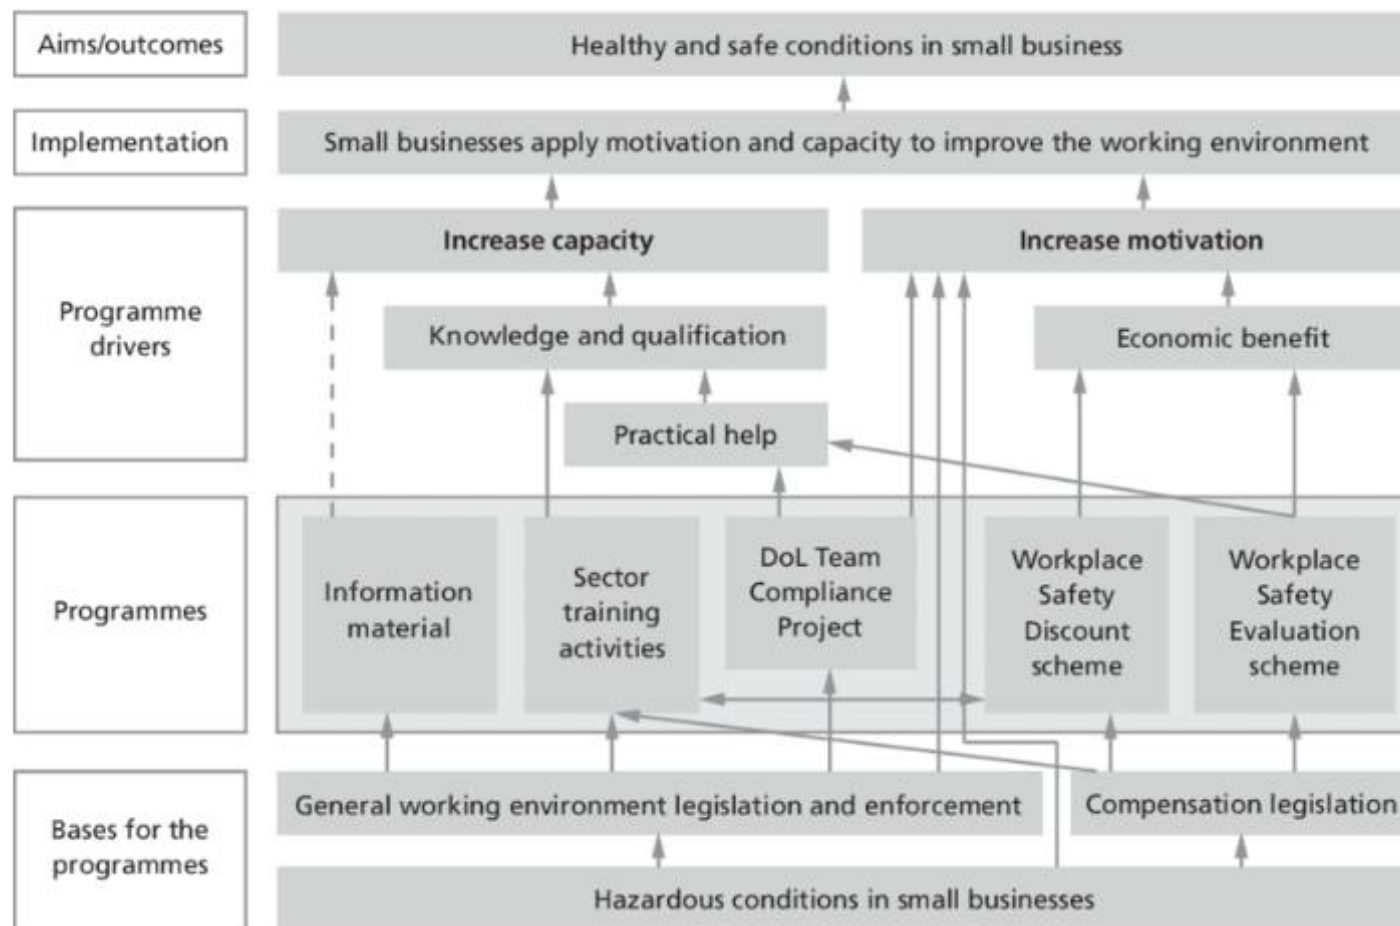 Aims/outcomes
Healthy and safe conditions in small business
Implementation
Small businesses apply motivation and capacity to improve the working environment
Programme
drivers
Increase capacity
Increase motivation
Knowledge and qualification
Economic benefit
Practical help
Programmes
Information
material
Sector
training
activities
DoL Team
Compliance
Project
Workplace
Safety
Discount
scheme
Workplace
Safety
Evaluation
scheme
Bases for the
programmes
General working environment legislation and enforcement
Compensation legislation
Hazardous conditions in small businesses